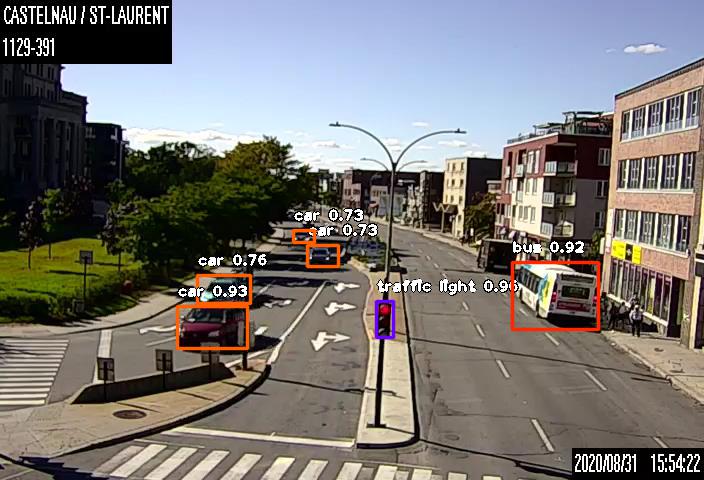 CASTELNAU / ST-LAURENT
1129-391
car 0.73
car 0.73
bus 0.92
car 0.76
traffic light 0.96
car 0.93
2020/08/31 15:54:22